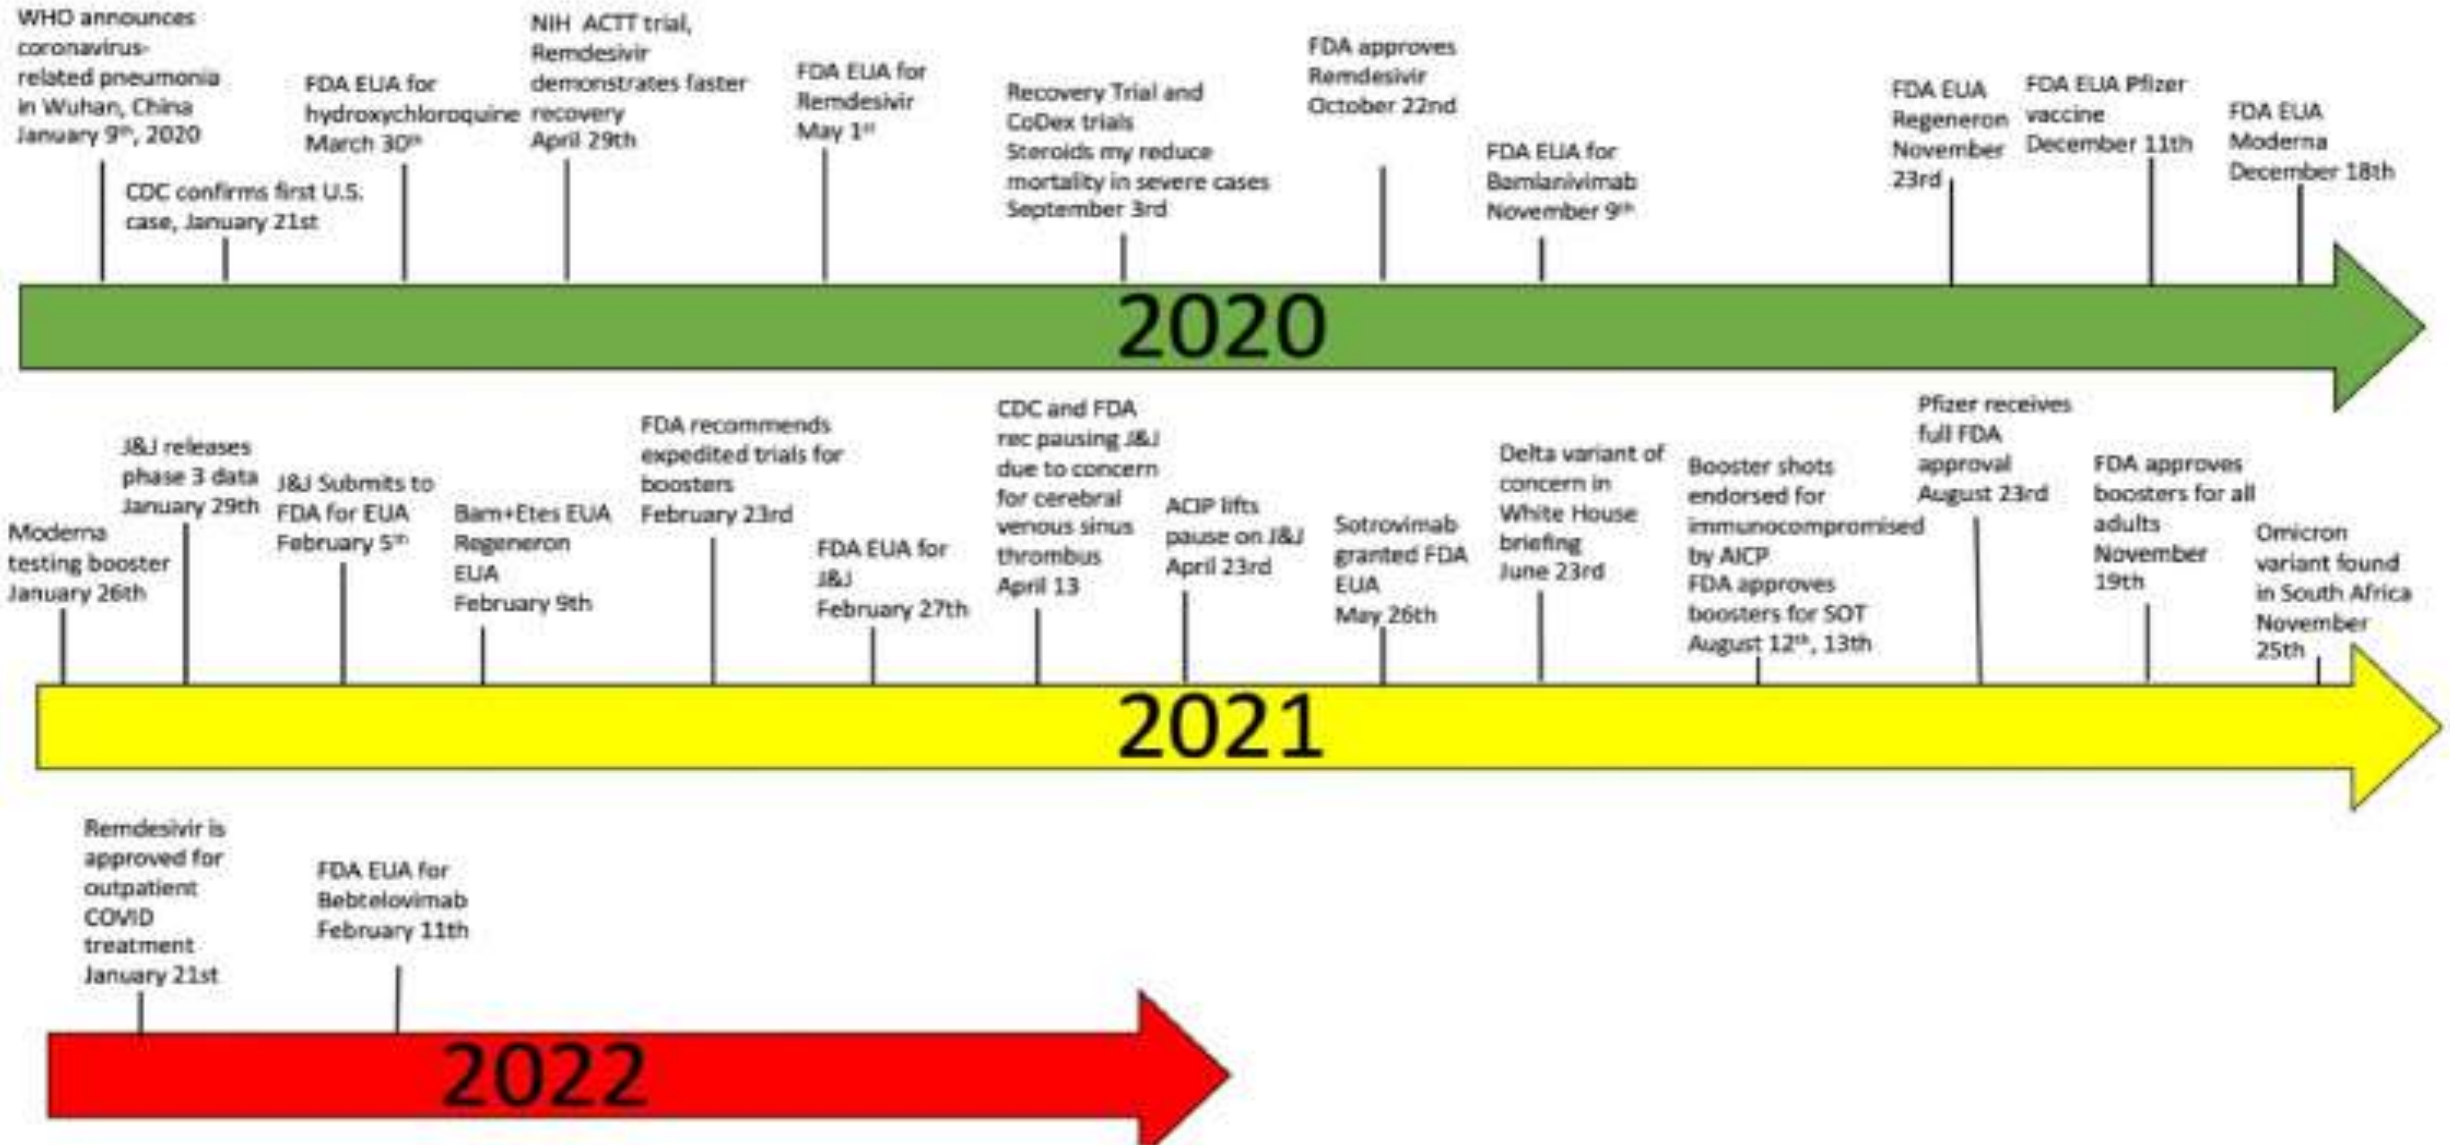 WHO announces
coronavirus-
related pneumonia
in Wuhan, China
January 9th, 2020
CDC confirms first U.S.
case, January 21st
FDA EUA for
hydroxychloroquine
March 30th
NIH ACTT trial,
Remdesivir
demonstrates faster
recovery
April 29th
FDA EUA for
Remdesivir
May 1st
Recovery Trial and
CoDex trials
Steroids my reduce
mortality in severe cases
September 3rd
FDA approves
Remdesivir
October 22nd
FDA EUA for
Bamlanivimab
November 9th
FDA EUA
Regeneron
November
23rd
FDA EUA Pfizer
vaccine
December 11th
FDA EUA
Moderna
December 18th
2020
Moderna
testing booster
January 26th
J&J releases
phase 3 data
January 29th
J&J Submits to
FDA for EUA
February 5th
Bam+Etes EUA
Regeneron
EUA
February 9th
FDA recommends
expedited trials for
boosters
February 23rd
FDA EUA for
J&J
February 27th
CDC and FDA
rec pausing J&J
due to concern
for cerebral
venous sinus
thrombus
April 13
ACIP lifts
pause on J&J
April 23rd
Sotrovimab
granted FDA
EUA
May 26th
Delta variant of
concern in
White House
briefing
June 23rd
Booster shots
endorsed for
immunocompromised
by AICP
FDA approves
boosters for SOT
August 12th, 13th
Pfizer receives
full FDA
approval
August 23rd
FDA approves
boosters for all
adults
November
19th
Omicron
variant found
in South Africa
November
25th
2021
Remdesivir is
approved for
outpatient
COVID
treatment
January 21st
FDA EUA for
Bebtelovimab
February 11th
2022